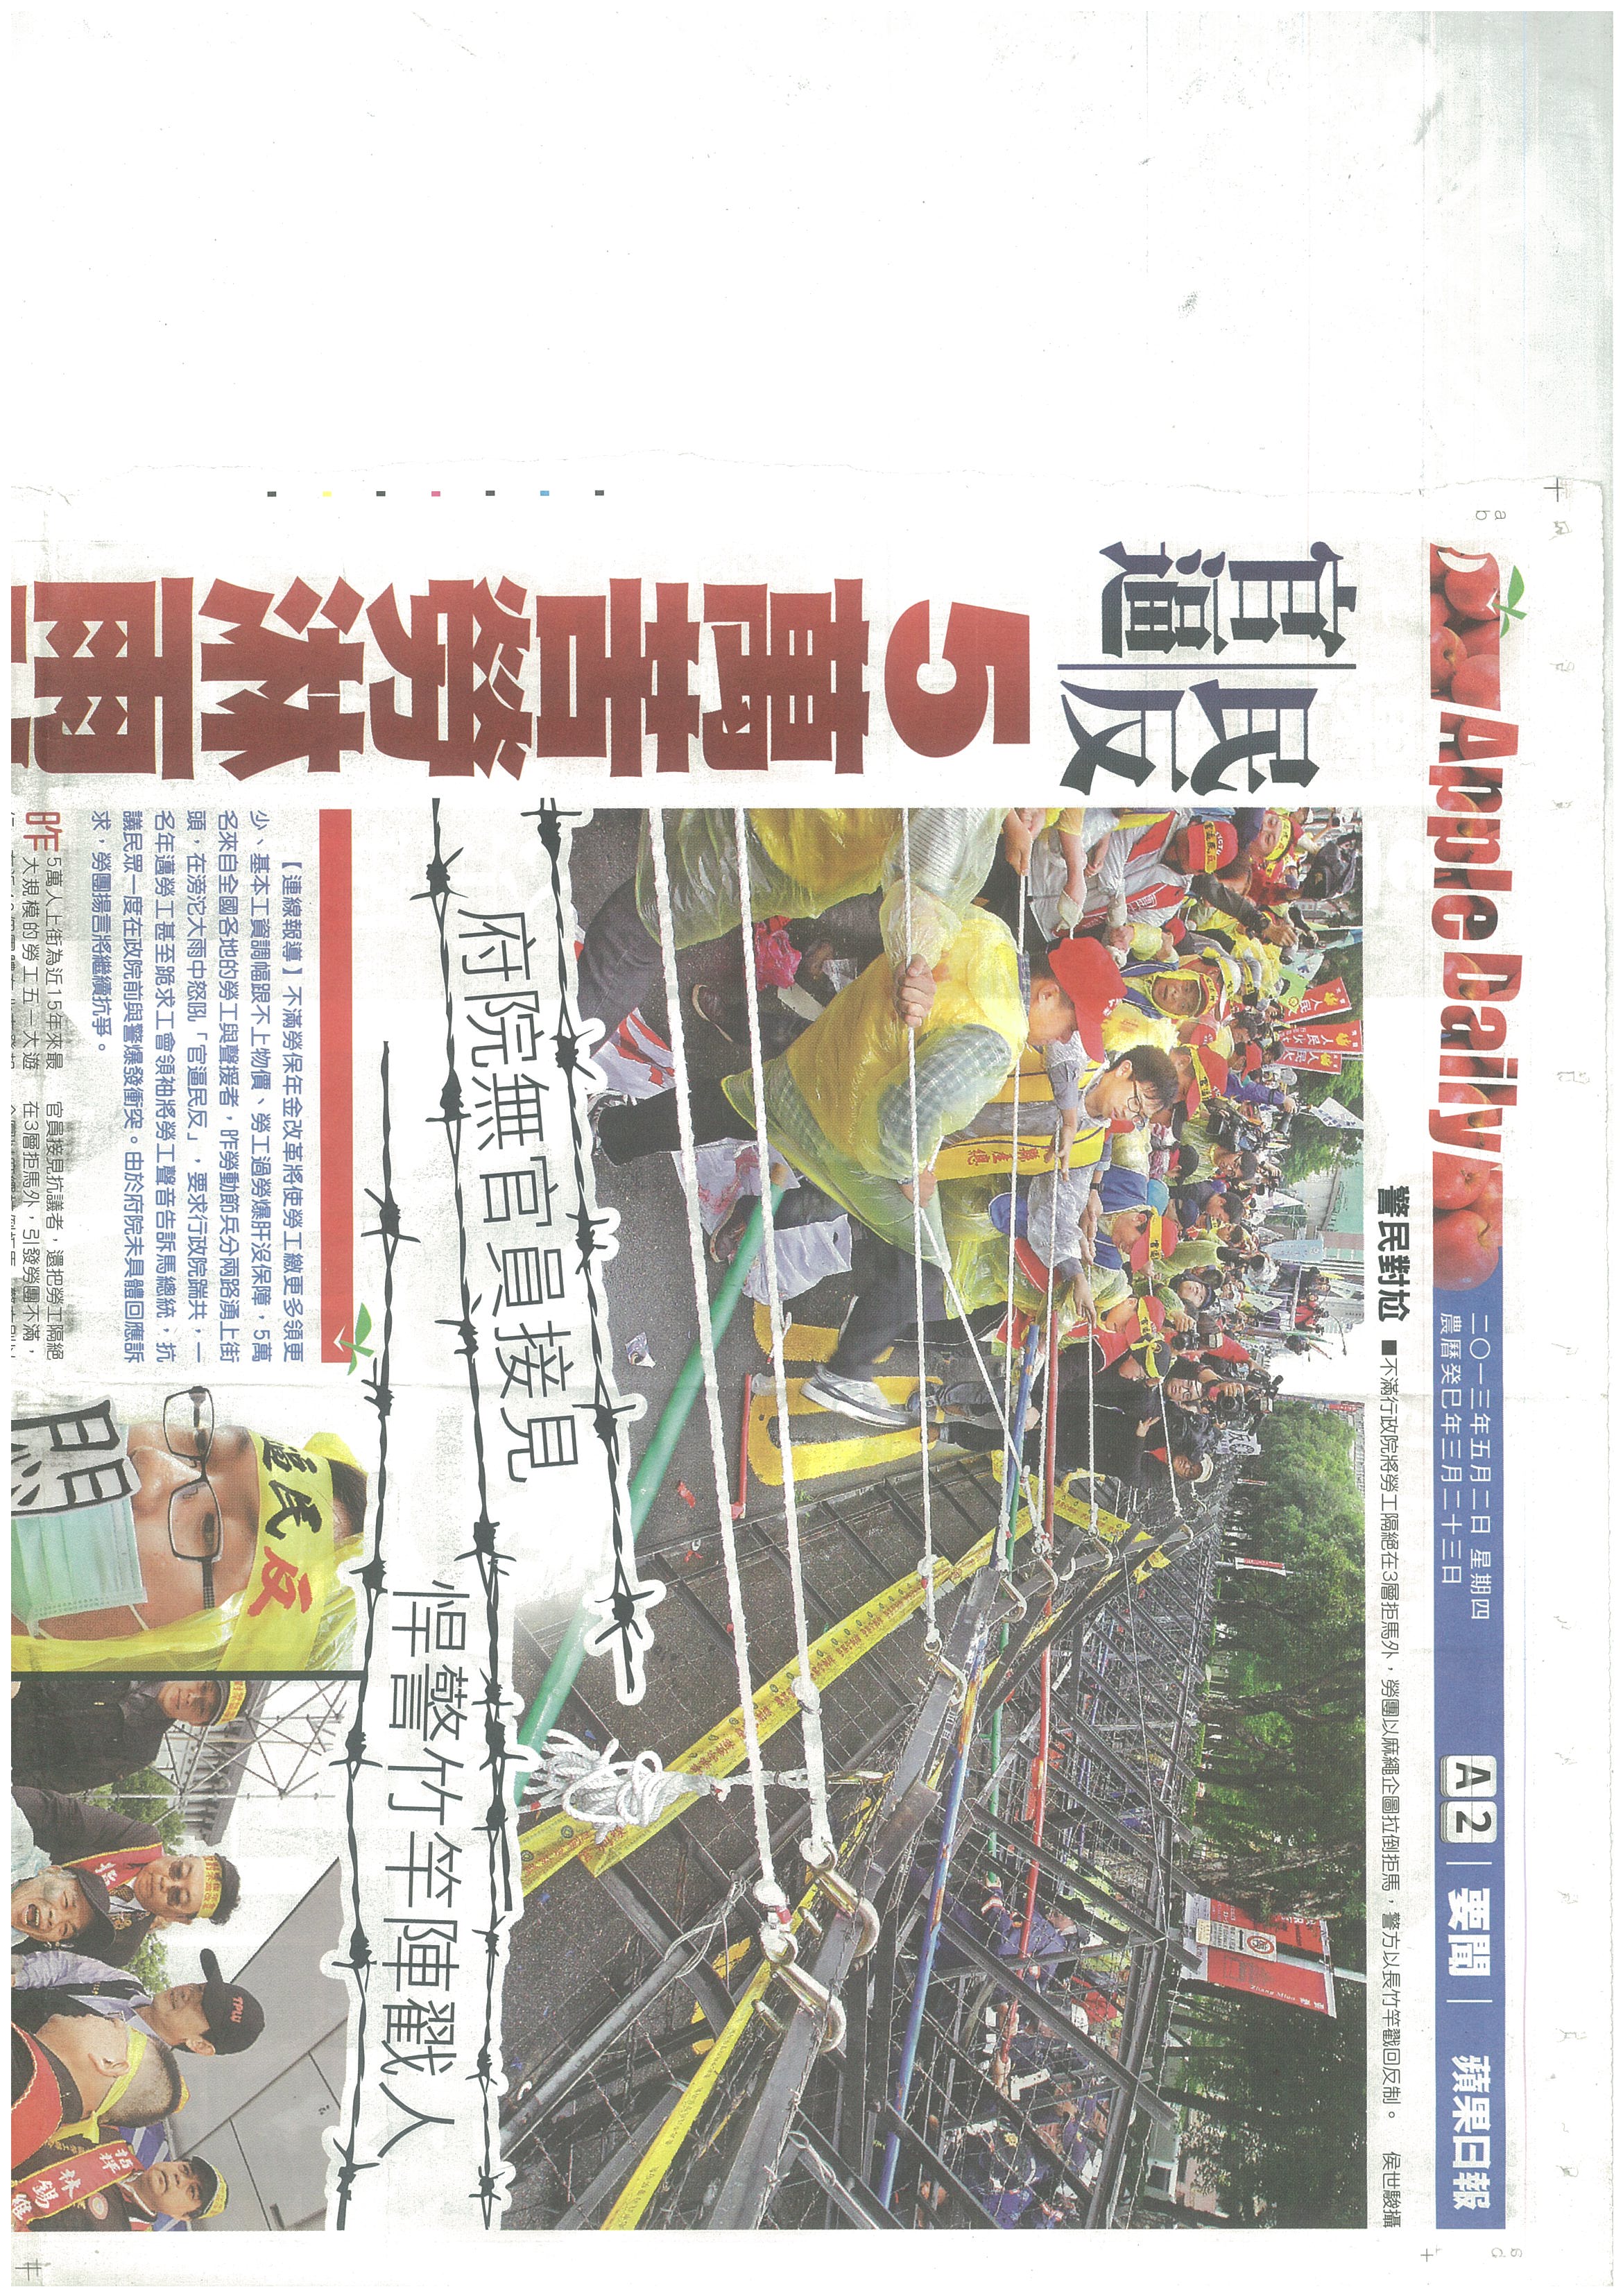 Apple Daily
二〇一三年五月二日 星期四
農曆癸巳年三月二十三日
A2
要聞
蘋果日報
警民對尬
■不滿行政院將勞工隔絕在3層拒馬外，勞團以麻繩企圖拉倒拒馬，警方以長竹竿戳回反制。 侯世駿攝
官逼
民反
5萬苦勞淋雨
人民火大
縣產總
府院無官員接見
悍警竹竿陣戳人
【連線報導】不滿勞保年金改革將使勞工繳更多領更
少、基本工資調幅跟不上物價、勞工過勞爆肝沒保障，5萬
名來自全國各地的勞工與聲援者，昨勞動節兵分兩路湧上街
頭，在滂沱大雨中怒吼「官逼民反」，要求行政院踹共，一
名年邁勞工甚至跪求工會領袖將勞工聲音告訴馬總統，抗
議民眾一度在政院前與警爆發衝突。由於府院未具體回應訴
求，勞團揚言將繼續抗爭。
昨5萬人上街為近15年來最
大規模的勞工五一大遊
官員接見抗議者，還把勞工隔絕
在3層拒馬外，引發勞團不滿，
逼民反
悶
TPW
指揮 林錫維